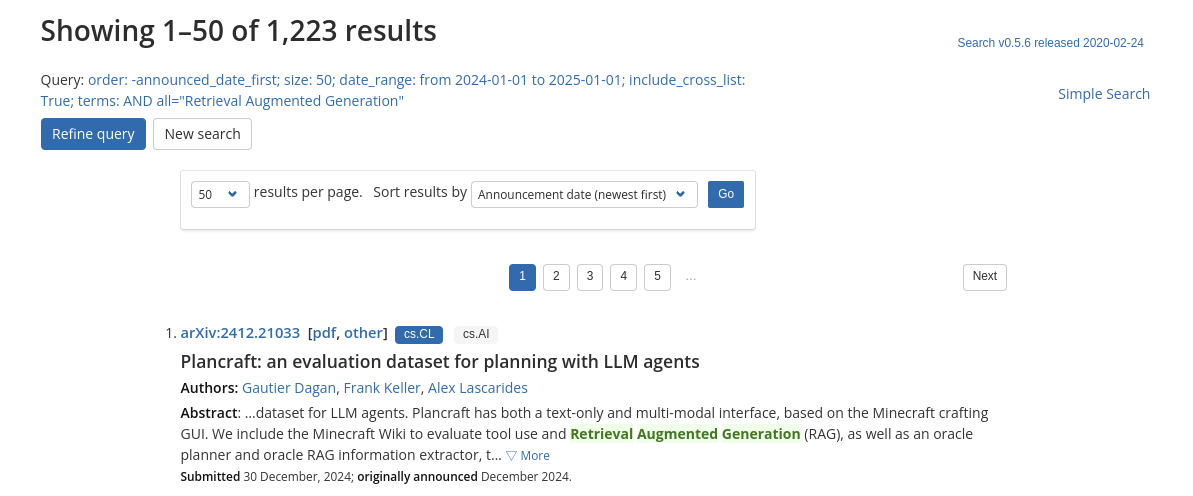 Showing 1–50 of 1,223 results
Search v0.5.6 released 2020-02-24
Query: order: -announced_date_first; size: 50; date_range: from 2024-01-01 to 2025-01-01; include_cross_list:
True; terms: AND all="Retrieval Augmented Generation"
Simple Search
Refine query New search
50 results per page. Sort results by Announcement date (newest first) Go
1 2 3 4 5 ... Next
1. arXiv:2412.21033 [pdf, other] cs.CL cs.AI
Plancraft: an evaluation dataset for planning with LLM agents
Authors: Gautier Dagan, Frank Keller, Alex Lascarides
Abstract: ...dataset for LLM agents. Plancraft has both a text-only and multi-modal interface, based on the Minecraft crafting
GUI. We include the Minecraft Wiki to evaluate tool use and Retrieval Augmented Generation (RAG), as well as an oracle
planner and oracle RAG information extractor, t... ▽ More
Submitted 30 December, 2024; originally announced December 2024.